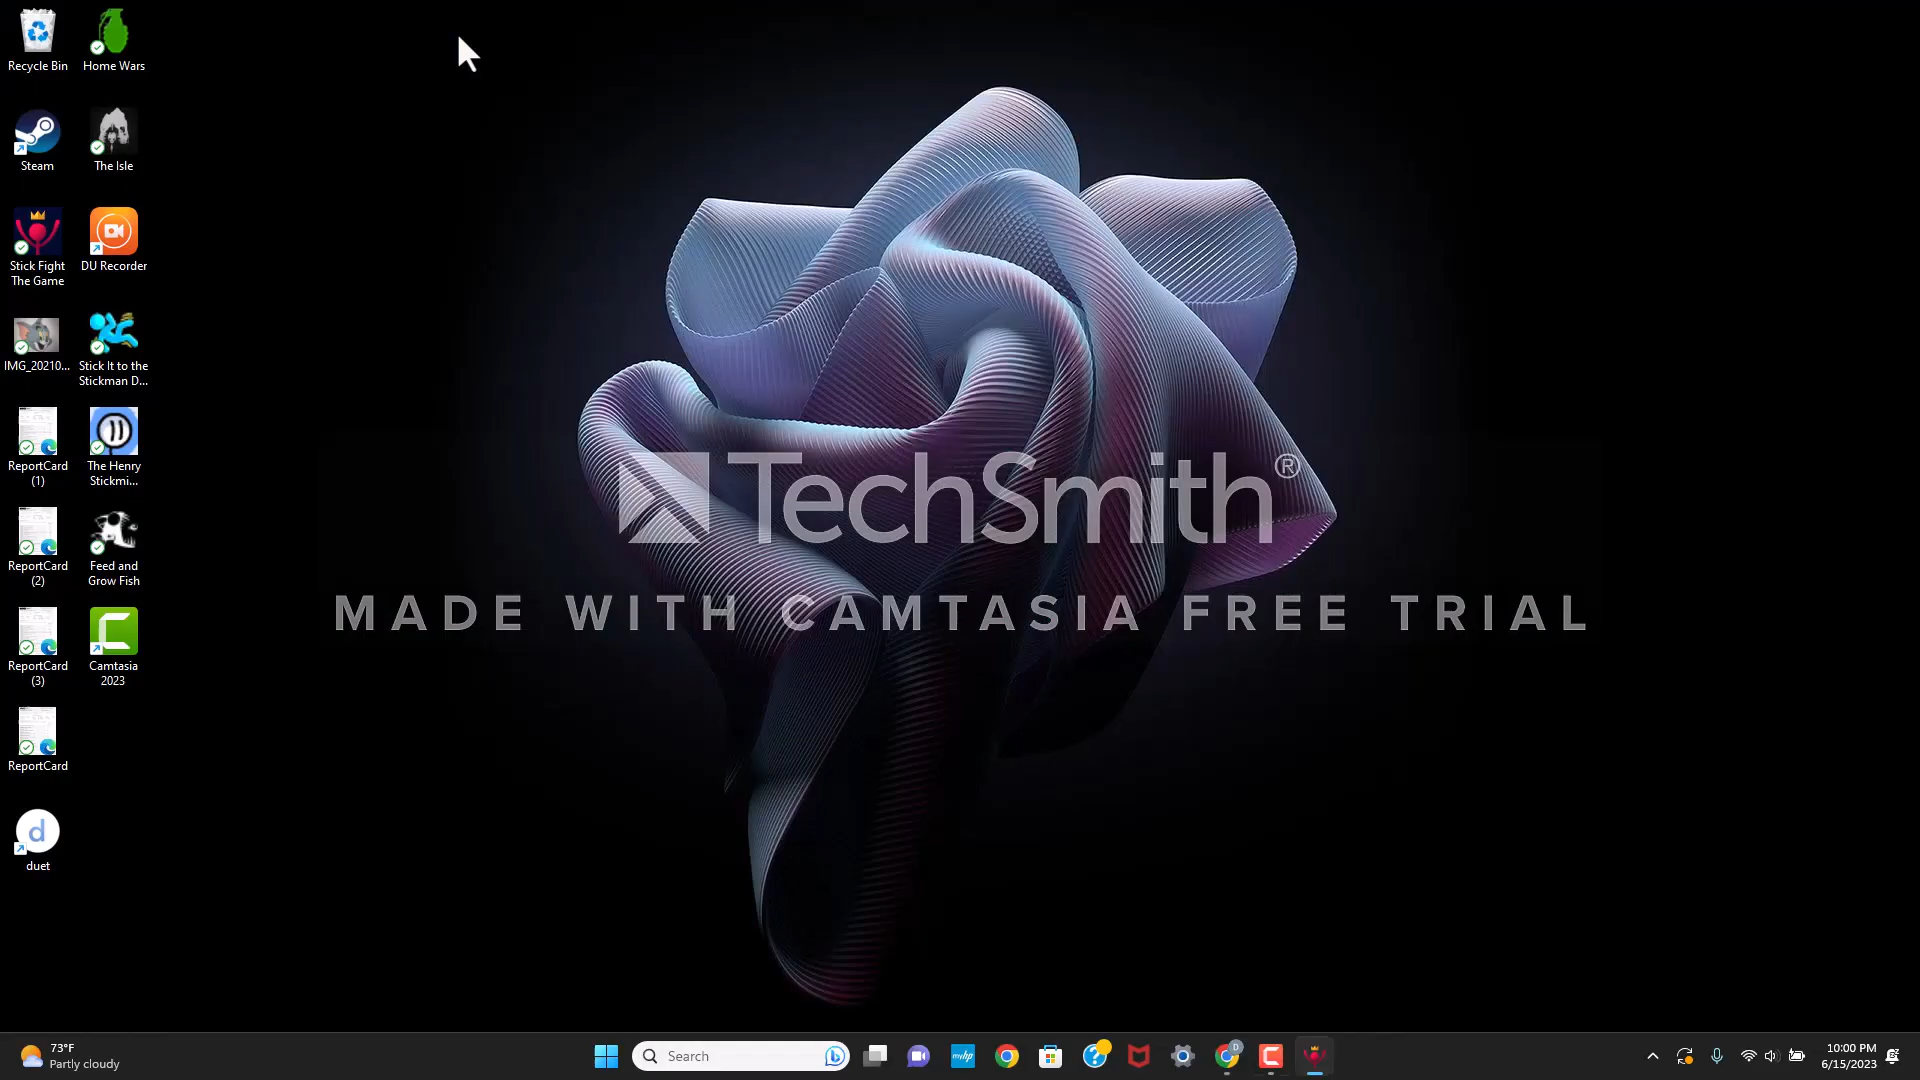 Recycle Bin
Home Wars
Steam
The Isle
Stick Fight
The Game
DU Recorder
IMG_20210...
Stick It to the
Stickman D...
ReportCard
(1)
The Henry
Stickmi...
TechSmith®
ReportCard
(2)
Feed and
Grow Fish
MADE WITH CAMTASIA FREE TRIAL
ReportCard
(3)
Camtasia
2023
ReportCard
d
duet
73°F
Partly cloudy
Search
myhp
D
10:00 PM
6/15/2023